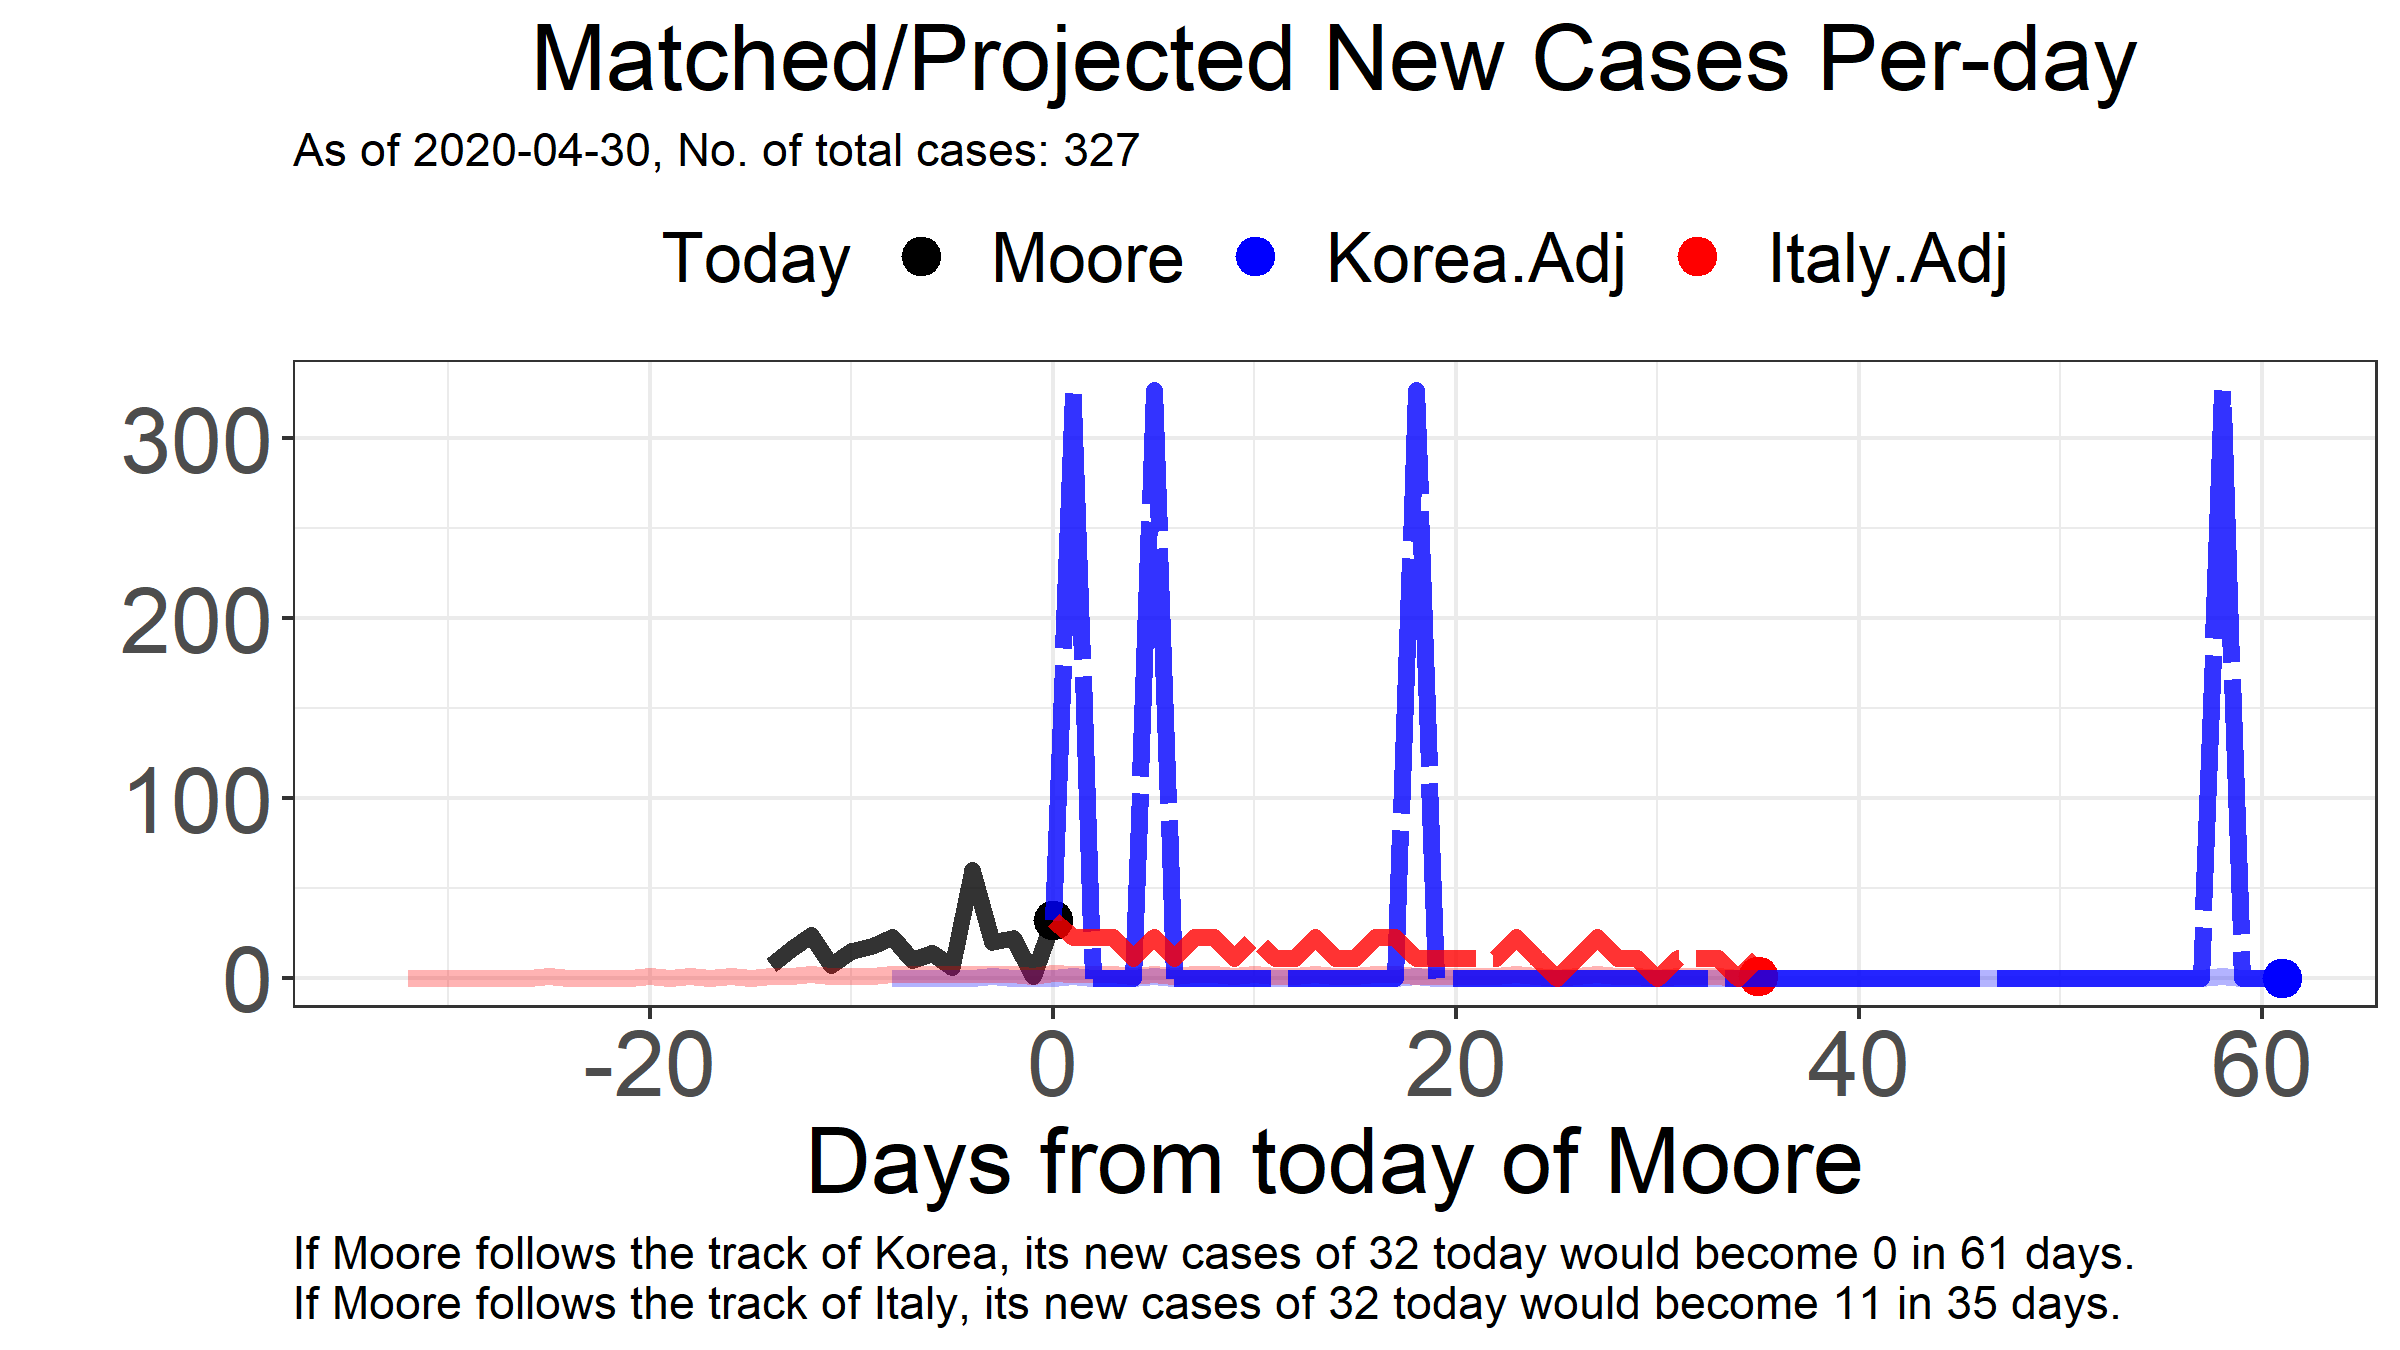 Matched/Projected New Cases Per-day
As of 2020-04-30, No. of total cases: 327
Today Moore Korea.Adj Italy.Adj
300
200
100
0
-20 0 20 40 60
Days from today of Moore
If Moore follows the track of Korea, its new cases of 32 today would become 0 in 61 days.
If Moore follows the track of Italy, its new cases of 32 today would become 11 in 35 days.